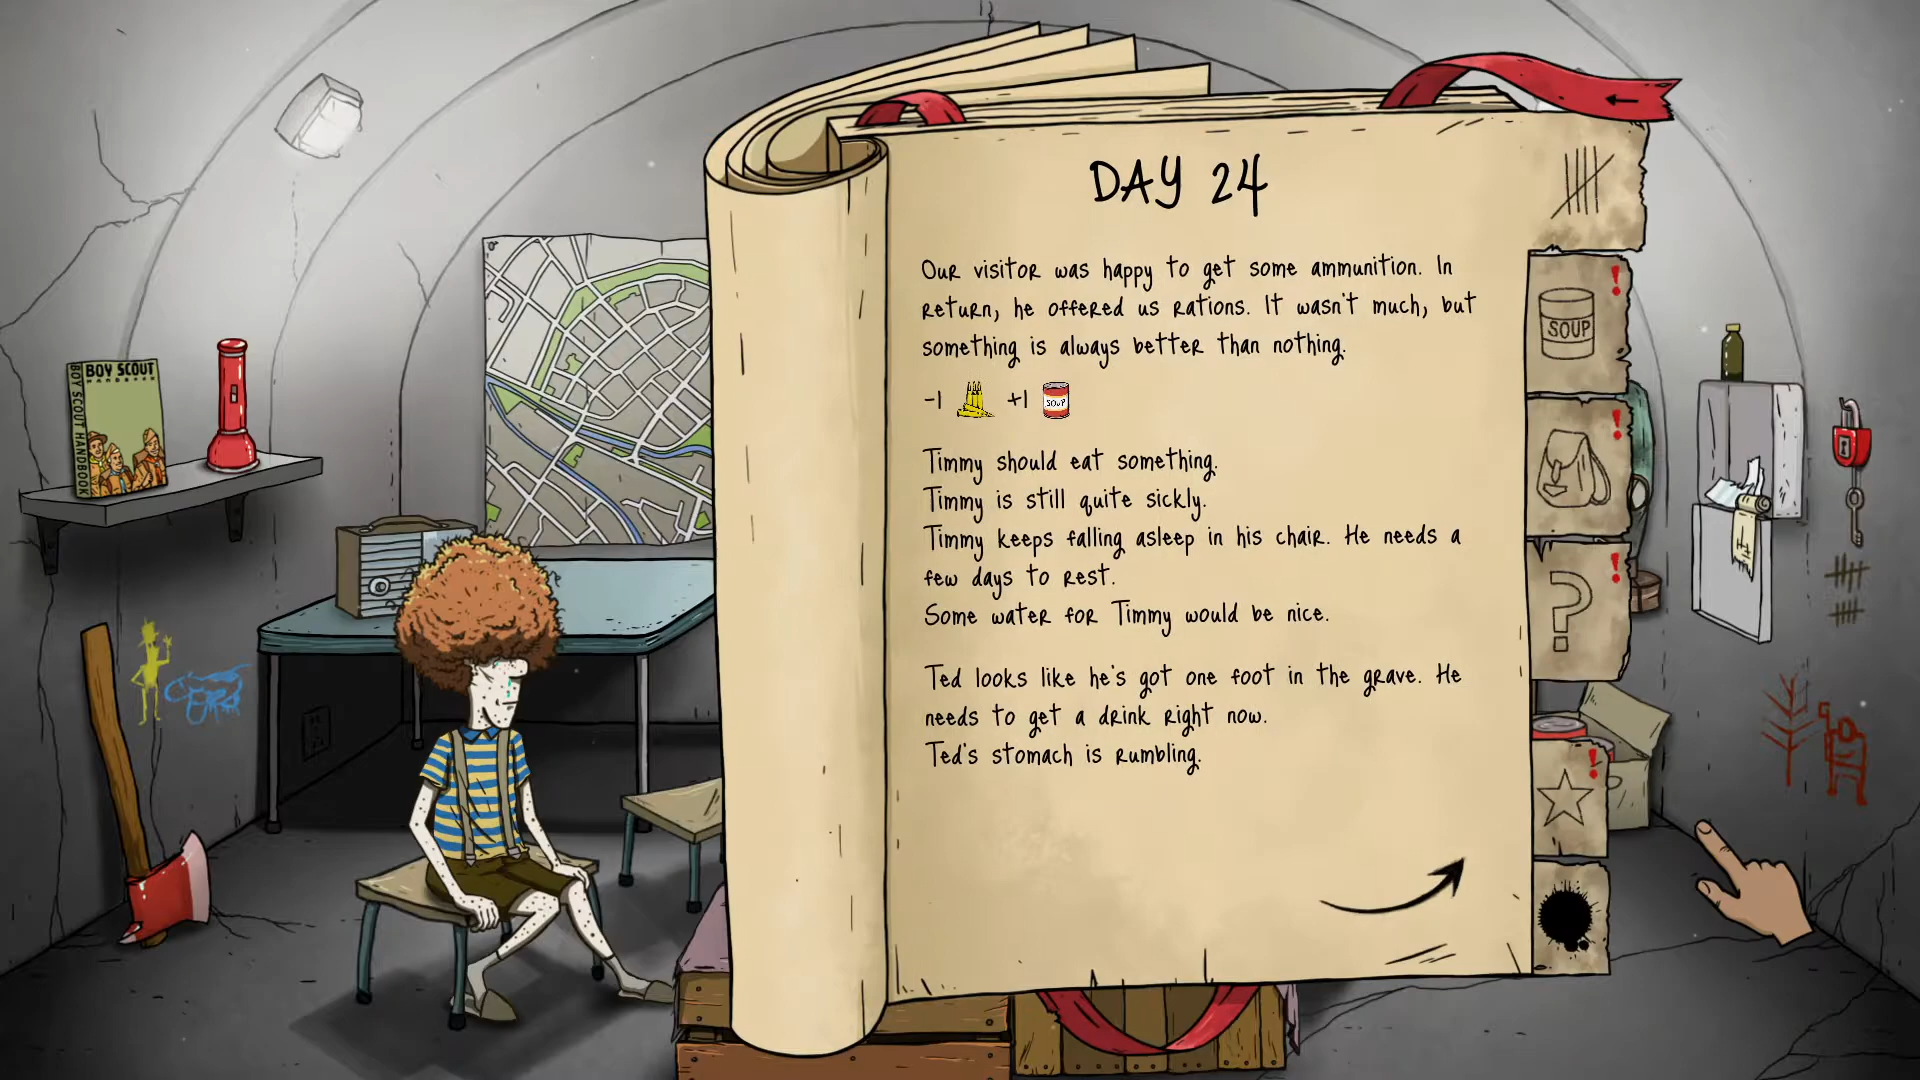 DAY 24
Our visitor was happy to get some ammunition. In
return, he offered us rations. It wasn't much, but
something is always better than nothing.
-1 +1 SOUP
Timmy should eat something.
Timmy is still quite sickly.
Timmy keeps falling asleep in his chair. He needs a
few days to rest.
Some water for Timmy would be nice.
Ted looks like he's got one foot in the grave. He
needs to get a drink right now.
Ted's stomach is rumbling.
!
SOUP
!
!
?
!
BOY SCOUT
HANDBOOK
BOY SCOUT HANDBOOK